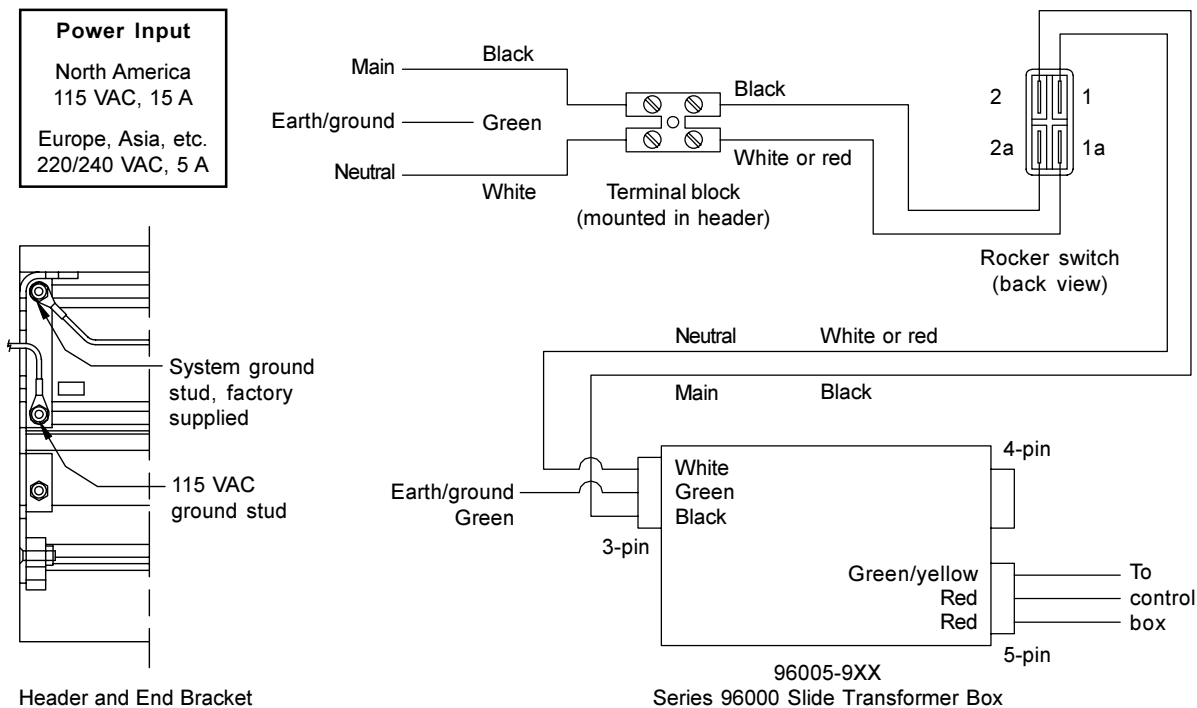 Power Input
North America
115 VAC, 15 A
Europe, Asia, etc.
220/240 VAC, 5 A
Main
Black
Earth/ground
Green
Neutral
White
Black
White or red
Terminal block
(mounted in header)
2
1
2a
1a
Rocker switch
(back view)
System ground
stud, factory
supplied
115 VAC
ground stud
Header and End Bracket
Neutral
White or red
Main
Black
4-pin
White
Green
Black
Earth/ground
Green
3-pin
Green/yellow
Red
Red
To
control
box
5-pin
96005-9XX
Series 96000 Slide Transformer Box